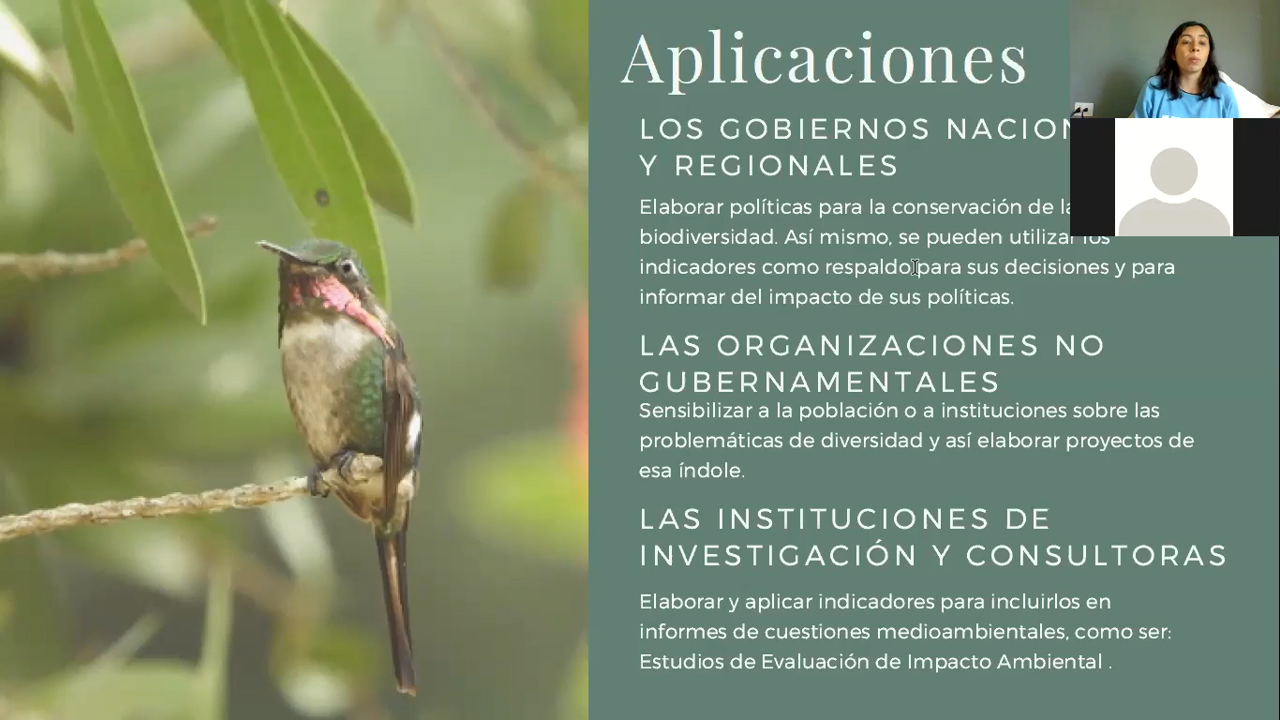 Aplicaciones
LOS GOBIERNOS NACION
Y REGIONALES
Elaborar políticas para la conservación de la
biodiversidad. Así mismo, se pueden utilizar los
indicadores como respaldo para sus decisiones y para
informar del impacto de sus políticas.
LAS ORGANIZACIONES NO
GUBERNAMENTALES
Sensibilizar a la población o a instituciones sobre las
problemáticas de diversidad y así elaborar proyectos de
esa índole.
LAS INSTITUCIONES DE
INVESTIGACIÓN Y CONSULTORAS
Elaborar y aplicar indicadores para incluirlos en
informes de cuestiones medioambientales, como ser:
Estudios de Evaluación de Impacto Ambiental .